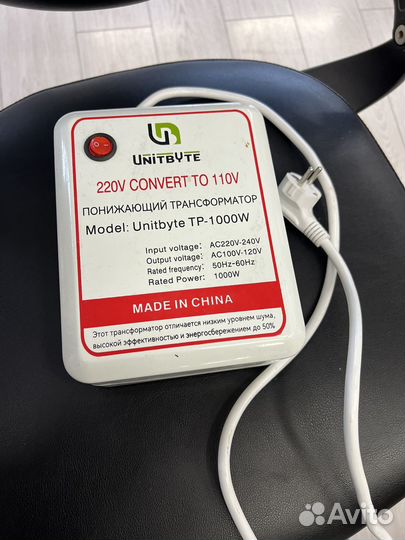 UNITBYTE
220V CONVERT TO 110V
ПОНИЖАЮЩИЙ ТРАНСФОРМАТОР
Model: Unitbyte TP-1000W
Input voltage: AC220V-240V
Output voltage: AC100V-120V
Rated frequency: 50Hz-60Hz
Rated Power: 1000W
MADE IN CHINA
Этот трансформатор отличается низким уровнем шума,
высокой эффективностью и энергосбережением до 50%
Avito